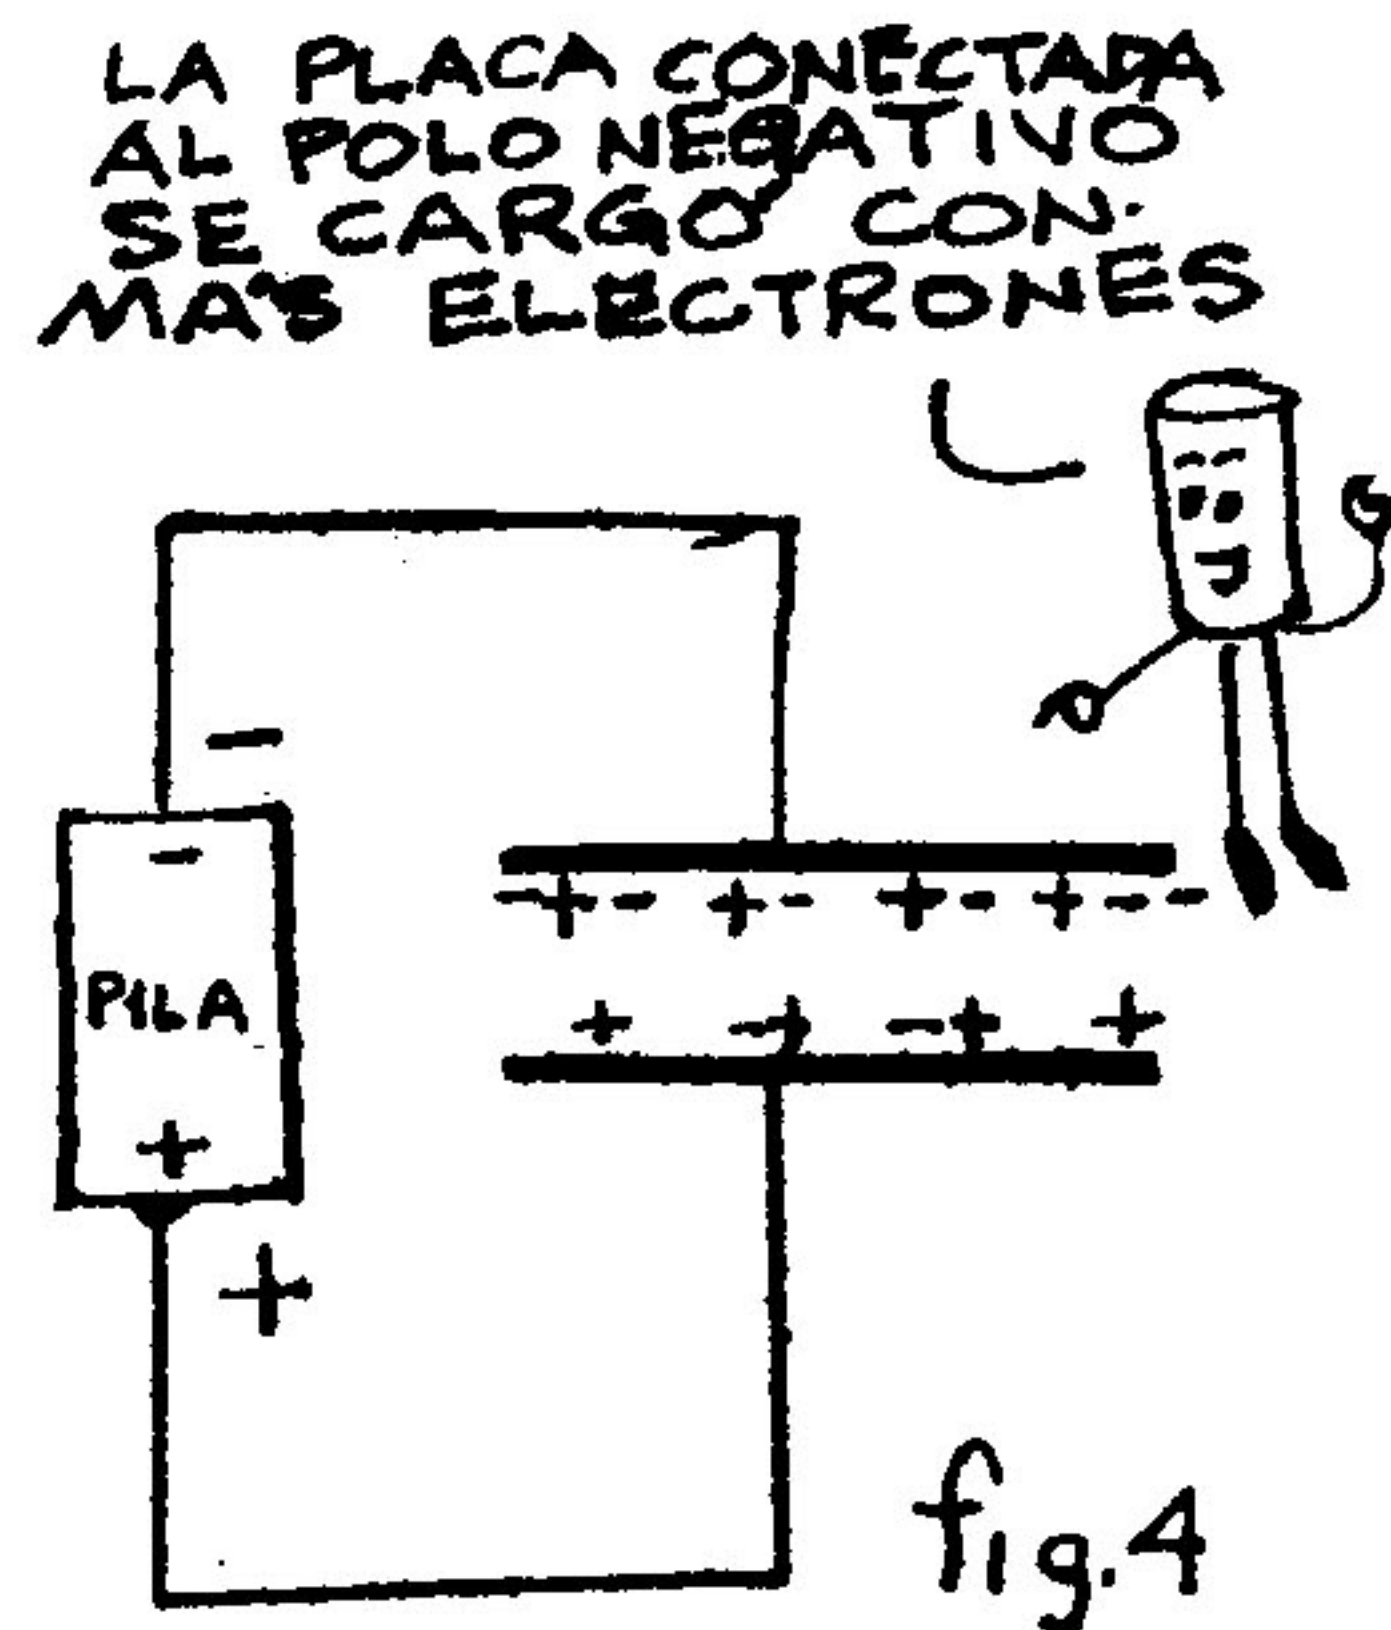 LA PLACA CONECTADA
AL POLO NEGATIVO
SE CARGÓ CON
MÁS ELECTRONES
-
-
PILA
+
+
- + - + - + - + - -
+ - + - + +
fig. 4